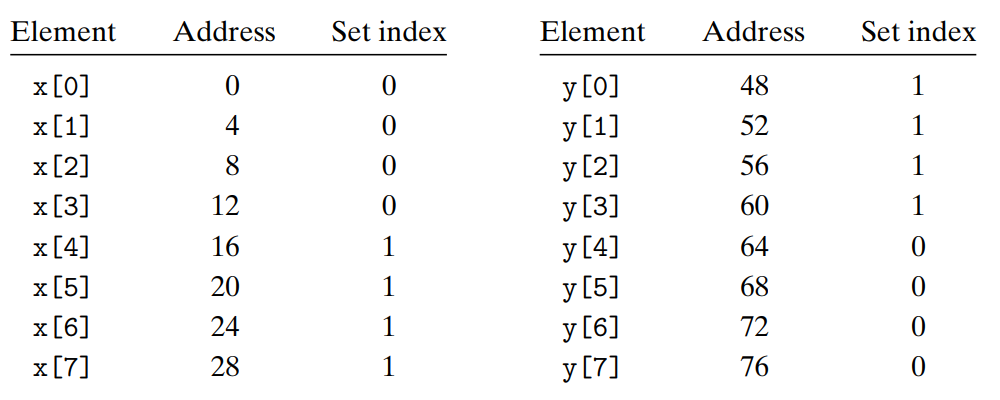 Element Address Set index Element Address Set index
x[0] 0 0 y[0] 48 1
x[1] 4 0 y[1] 52 1
x[2] 8 0 y[2] 56 1
x[3] 12 0 y[3] 60 1
x[4] 16 1 y[4] 64 0
x[5] 20 1 y[5] 68 0
x[6] 24 1 y[6] 72 0
x[7] 28 1 y[7] 76 0